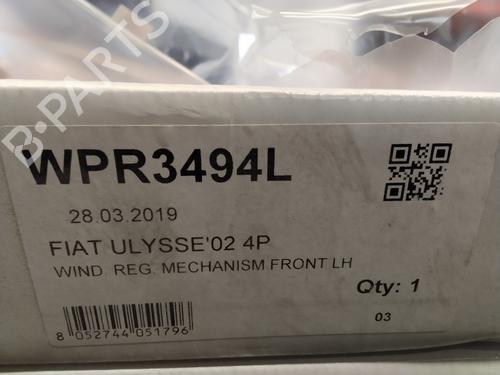 B-PARTS
WPR3494L
28.03.2019
FIAT ULYSSE'02 4P
WIND. REG. MECHANISM FRONT LH
Qty: 1
03
8 052744 051796